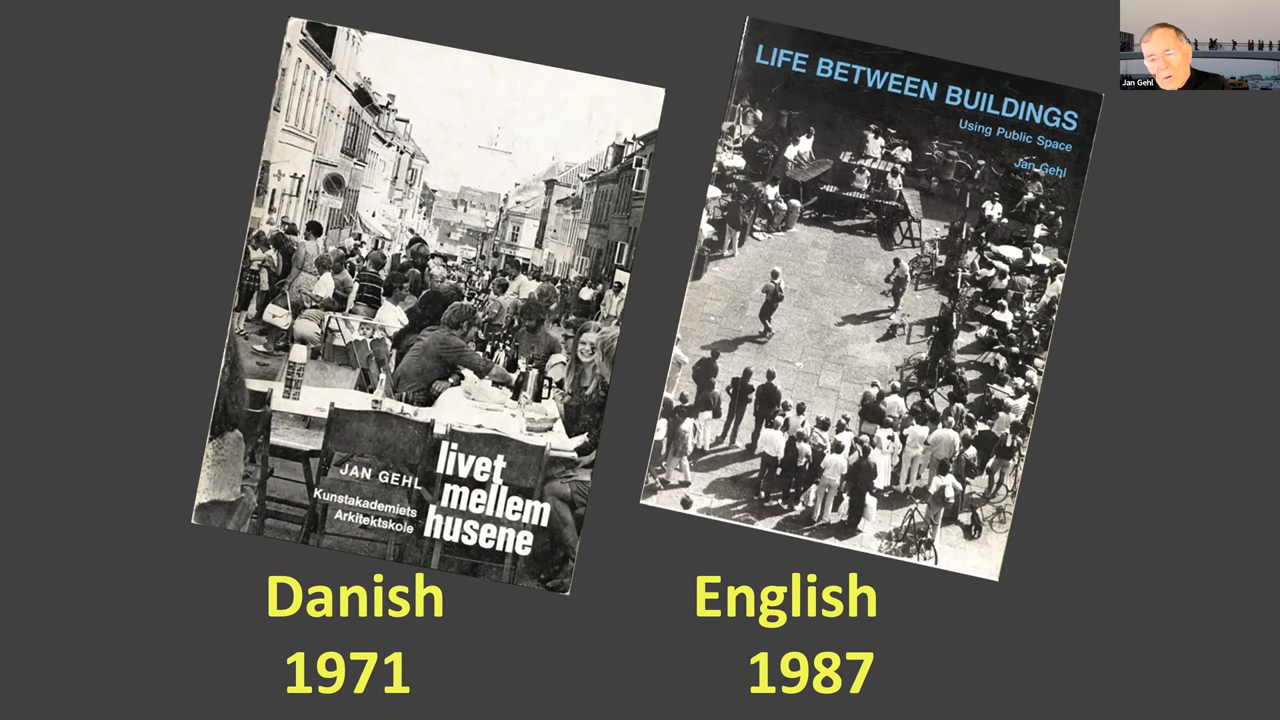 JAN GEHL
Kunstakademiets
Arkitektskole
livet
mellem
husene
LIFE BETWEEN BUILDINGS
Using Public Space
Jan Gehl
Jan Gehl
Danish
1971
English
1987